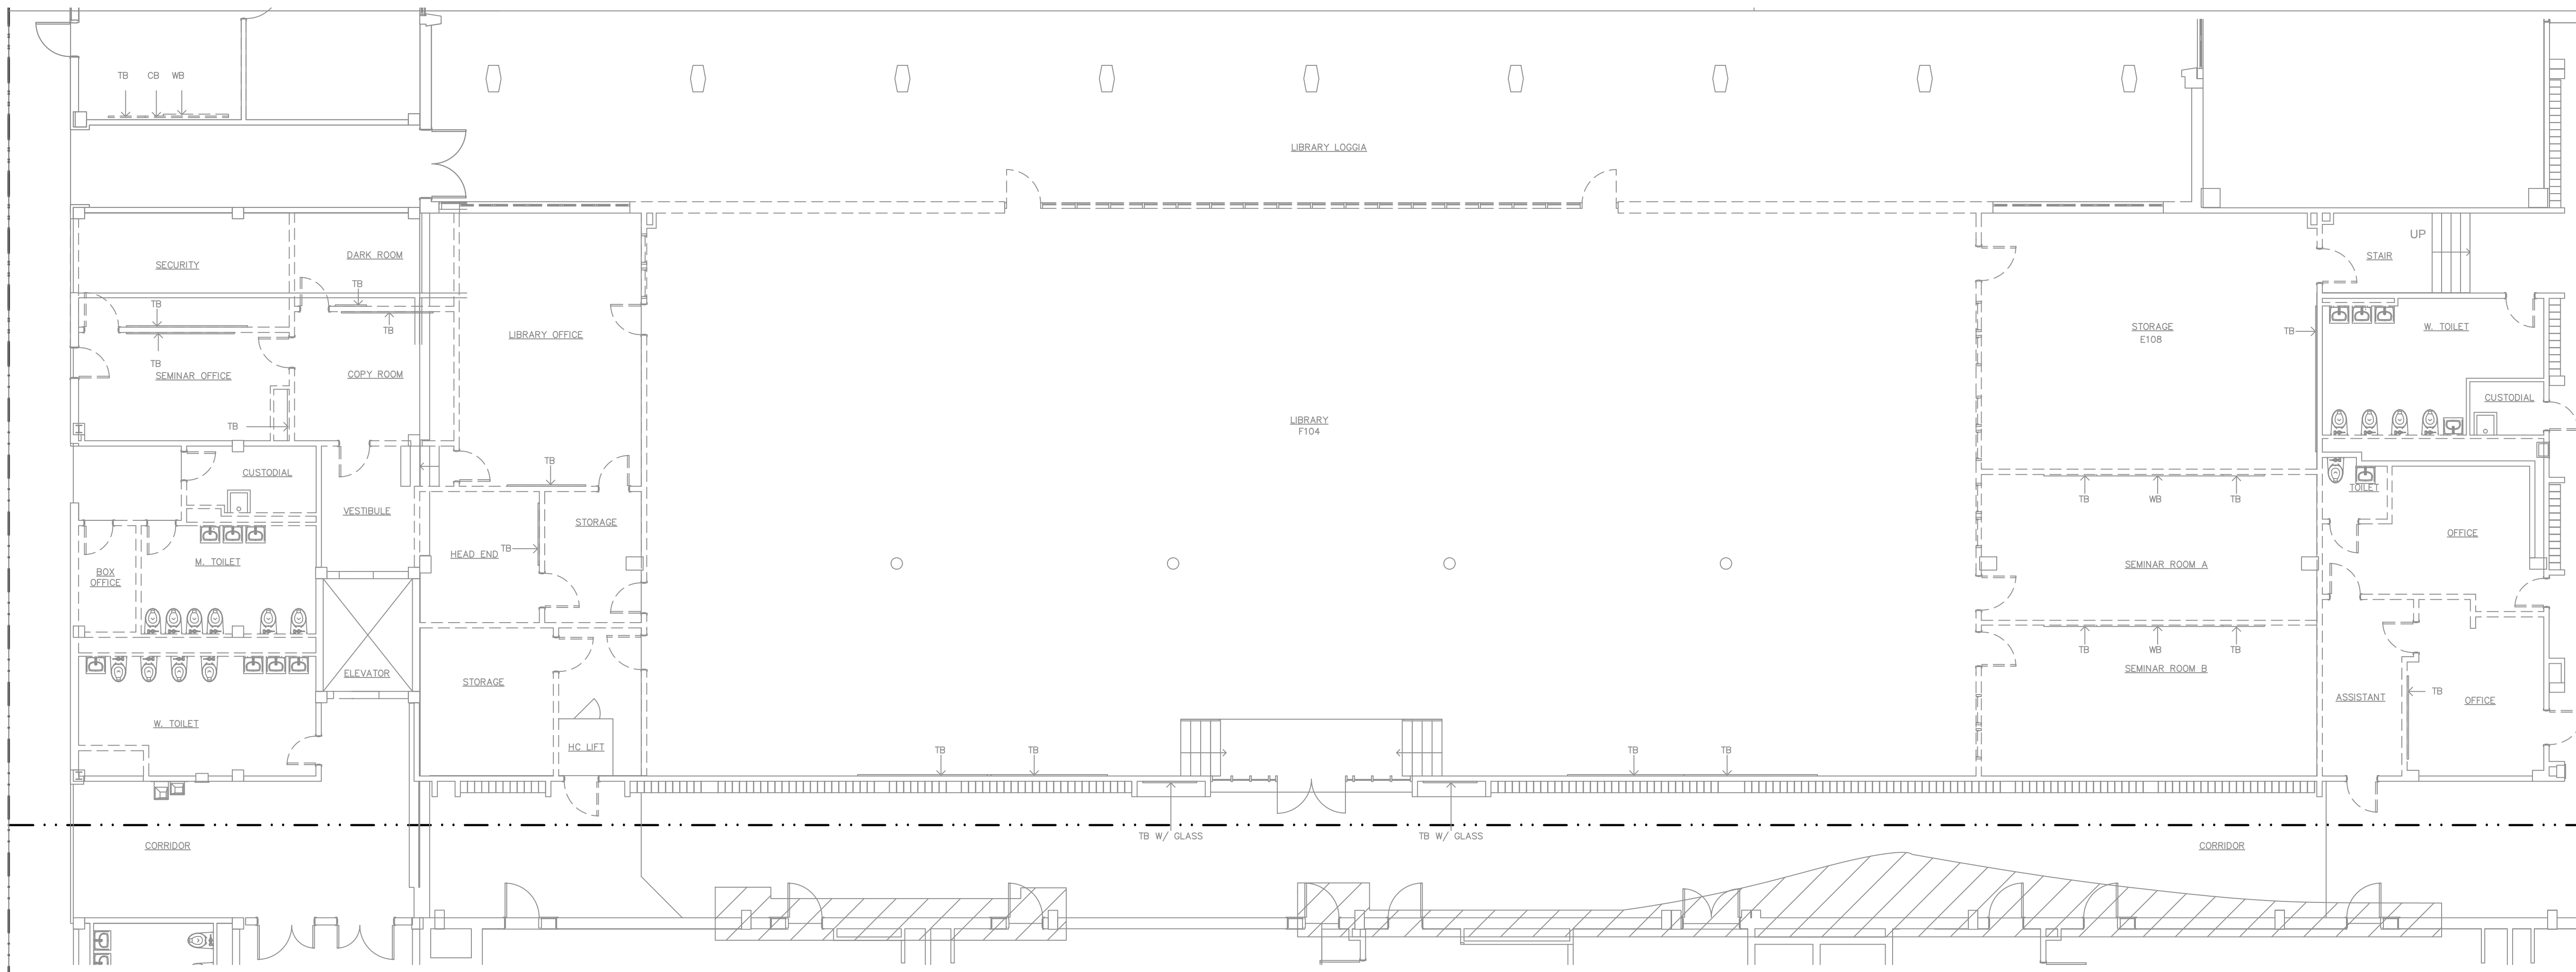 TB CB WB
LIBRARY LOGGIA
UP
SECURITY
DARK ROOM
STAIR
TB
TB
TB
TB
LIBRARY OFFICE
STORAGE
E108
TB
W. TOILET
SEMINAR OFFICE
COPY ROOM
CUSTODIAL
TB
LIBRARY
F104
CUSTODIAL
TB
TB
WB
TB
TOILET
VESTIBULE
STORAGE
OFFICE
HEAD END
TB
M. TOILET
BOX
OFFICE
SEMINAR ROOM A
TB
WB
TB
SEMINAR ROOM B
ELEVATOR
STORAGE
TB
ASSISTANT
OFFICE
W. TOILET
HC LIFT
TB
TB
TB
TB
TB W/ GLASS
TB W/ GLASS
CORRIDOR
CORRIDOR